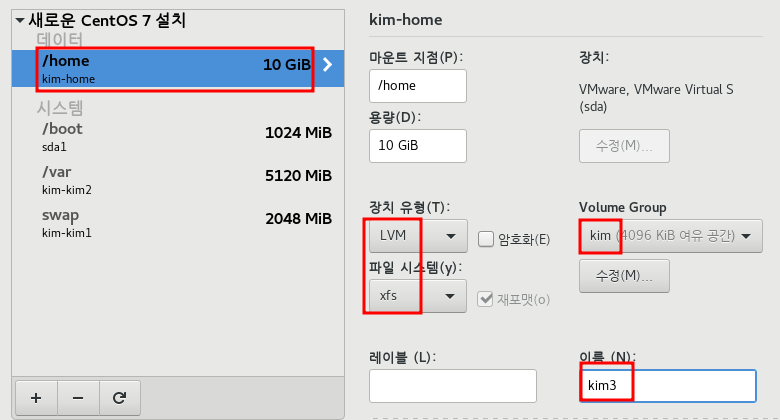 새로운 CentOS 7 설치
데이터
/home
10 GiB
kim-home
시스템
/boot
1024 MiB
sda1
/var
5120 MiB
kim-kim2
swap
2048 MiB
kim-kim1
kim-home
마운트 지점(P):
/home
장치:
VMware, VMware Virtual S
(sda)
용량(D):
10 GiB
수정(M)...
장치 유형(T):
LVM
암호화(E)
Volume Group
kim (4096 KiB 여유 공간)
파일 시스템(y):
xfs
재포맷(o)
수정(M)...
레이블 (L):
이름 (N):
kim3